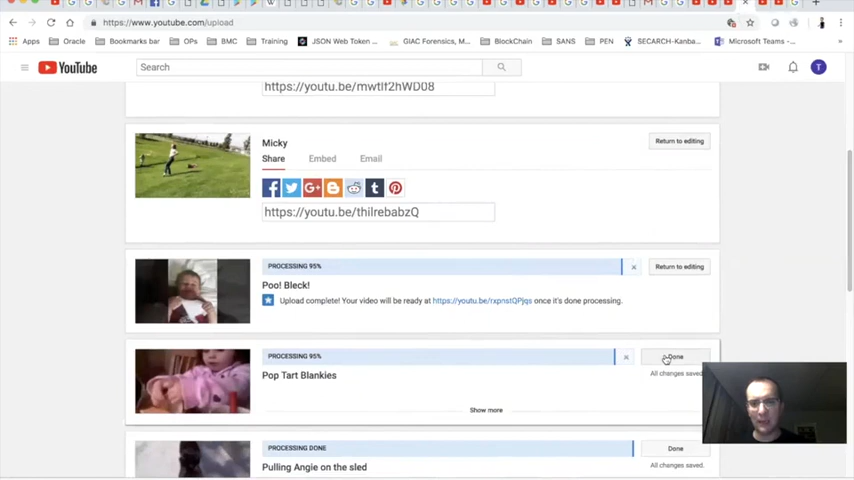 https://www.youtube.com/upload
Apps
Oracle
Bookmarks bar
OPs
BMC
Training
JSON Web Token ...
GIAC Forensics, M...
BlockChain
SANS
PEN
SECARCH-Kanba...
Microsoft Teams -...
YouTube
Search
T
https://youtu.be/mwtlf2hWD08
Micky
Return to editing
Share
Embed
Email
https://youtu.be/thilrebabzQ
PROCESSING 95%
Return to editing
Poo! Bleck!
Upload complete! Your video will be ready at https://youtu.be/rxpnstQPjqs once it's done processing.
PROCESSING 95%
Done
Pop Tart Blankies
All changes saved.
Show more
PROCESSING DONE
Done
Pulling Angie on the sled
All changes saved.